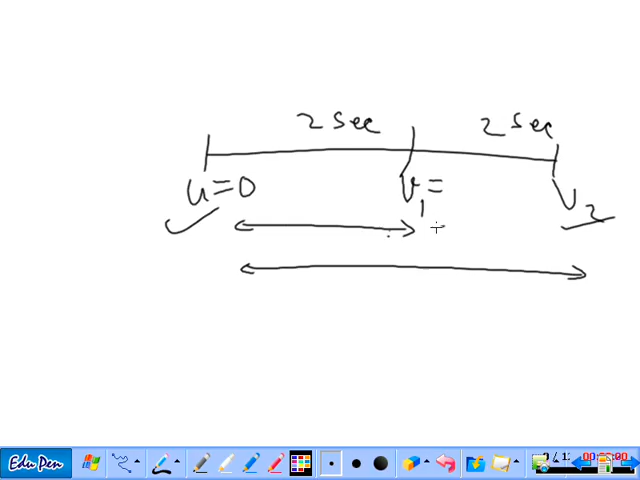 2 Sec 2 Sec
u=0 v₁= v₂
Edu Pen